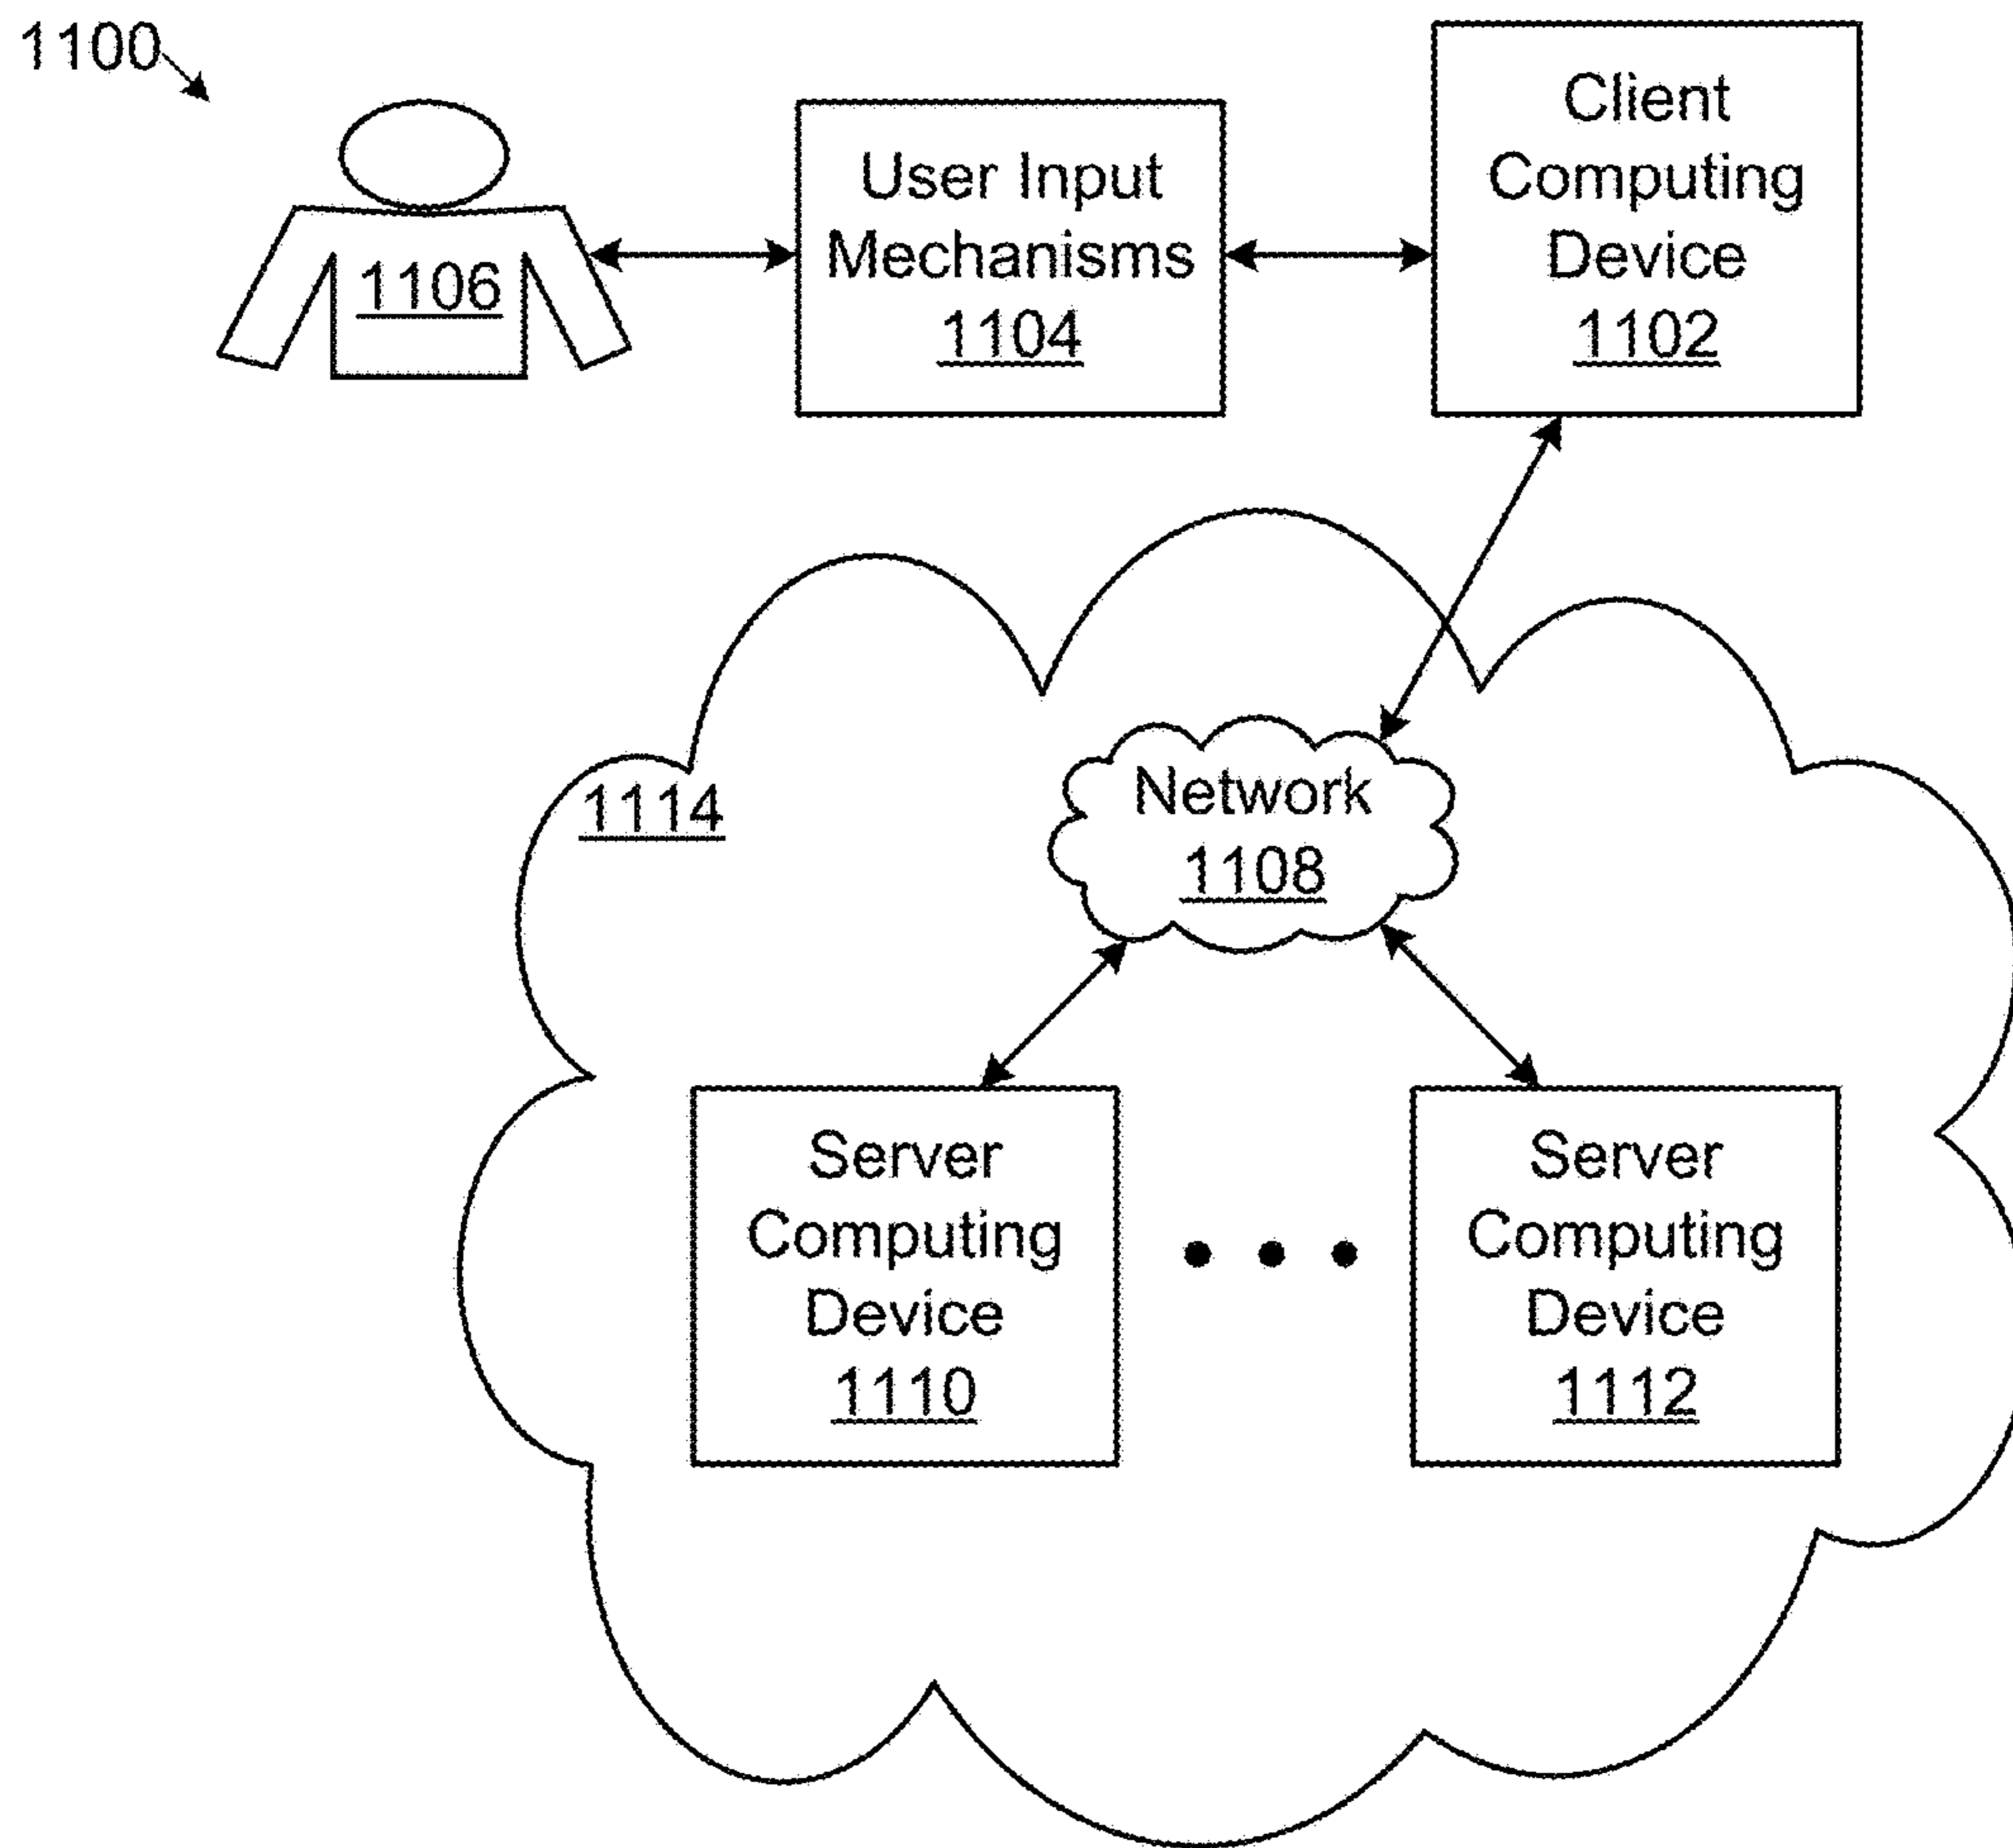 1100
1106
User Input
Mechanisms
1104
Client
Computing
Device
1102
1114
Network
1108
Server
Computing
Device
1110
Server
Computing
Device
1112